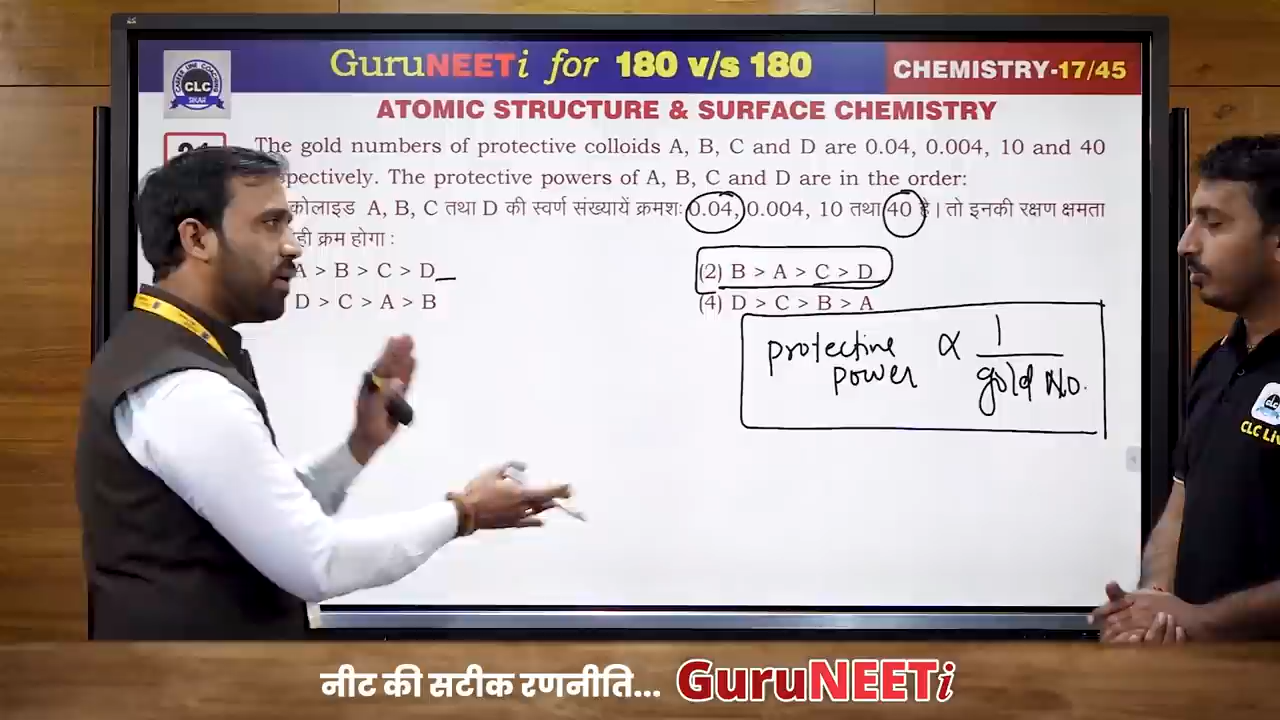 GuruNEETi for 180 v/s 180
CHEMISTRY-17/45
CLC
SIKAR
ATOMIC STRUCTURE & SURFACE CHEMISTRY
The gold numbers of protective colloids A, B, C and D are 0.04, 0.004, 10 and 40
The protective powers of A, B, C and D are in the order:
कोलाइड A, B, C तथा D की स्वर्ण संख्यायें क्रमशः 0.04, 0.004, 10 तथा 40 है। तो इनकी रक्षण क्षमता
क्रम होगा :
A > B > C > D
(2) B > A > C > D
D > C > A > B
(4) D > C > B > A
protective power ∝ 1
gold No.
CLC
नीट की सटीक रणनीति... GuruNEETi